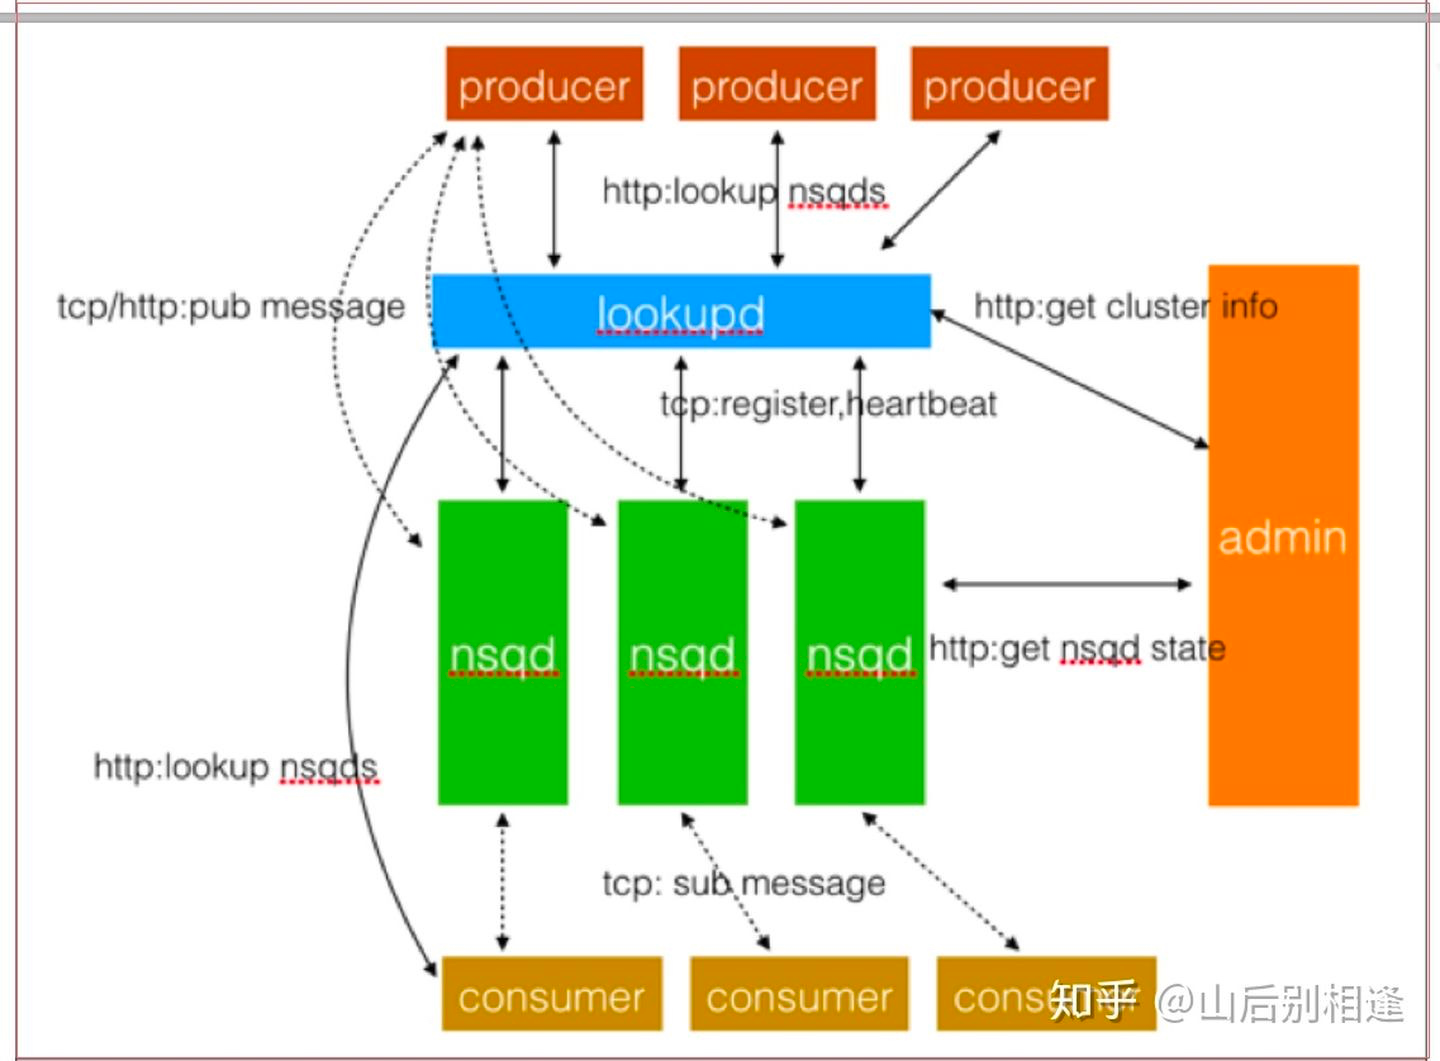 producer producer producer
http:lookup nsqds
tcp/http:pub message
lookupd
http:get cluster info
tcp:register,heartbeat
admin
nsqd nsqd nsqd
http:get nsqd state
http:lookup nsqds
tcp: sub message
consumer consumer consumer
知乎 @山后别相逢